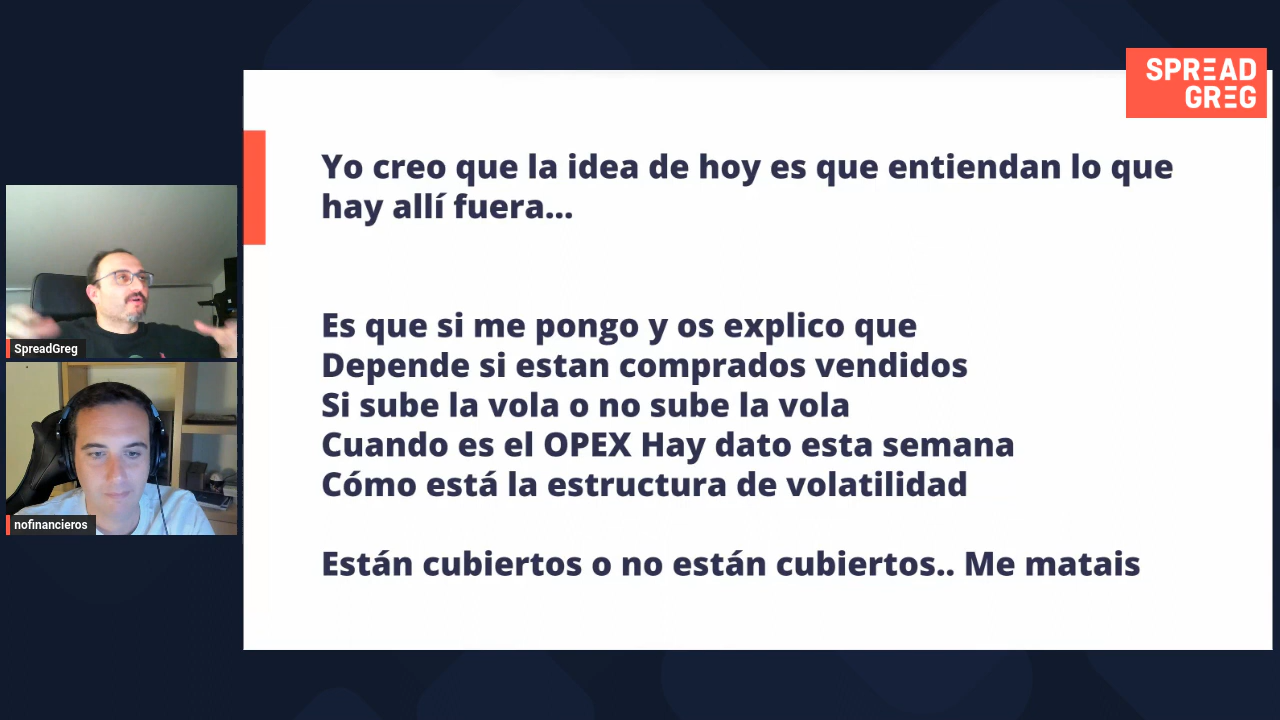 SPREAD
GREG
Yo creo que la idea de hoy es que entiendan lo que
hay allí fuera...
Es que si me pongo y os explico que
Depende si estan comprados vendidos
Si sube la vola o no sube la vola
Cuando es el OPEX Hay dato esta semana
Cómo está la estructura de volatilidad
Están cubiertos o no están cubiertos.. Me matais
SpreadGreg
nofinancieros